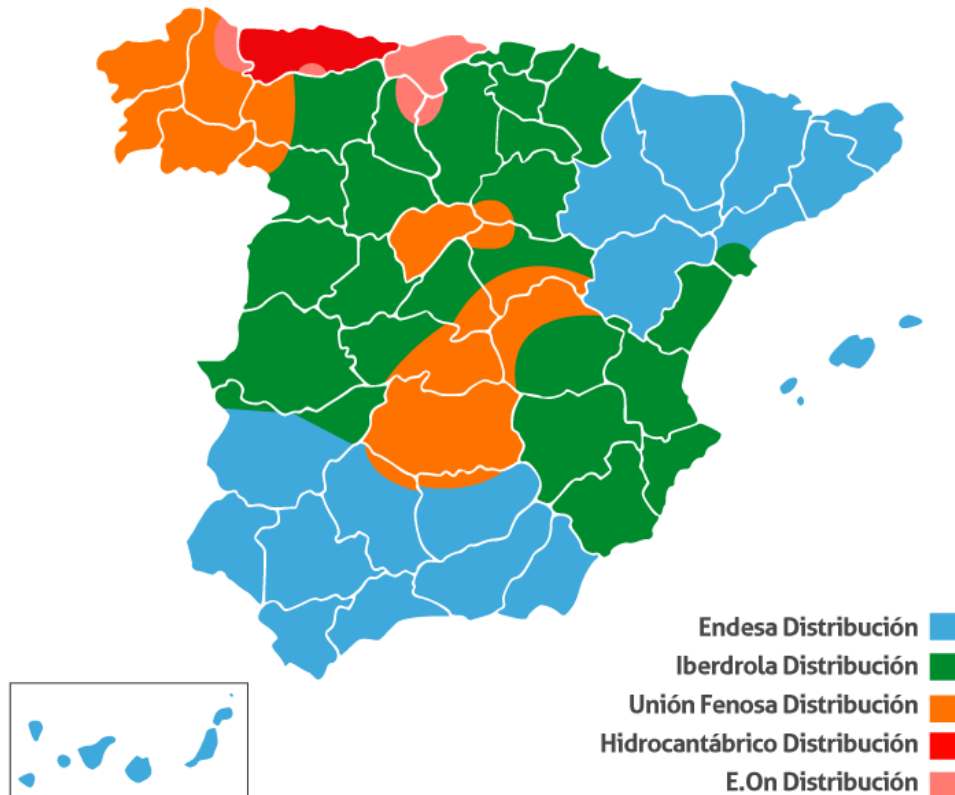 Endesa Distribución
Iberdrola Distribución
Unión Fenosa Distribución
Hidrocantábrico Distribución
E.On Distribución